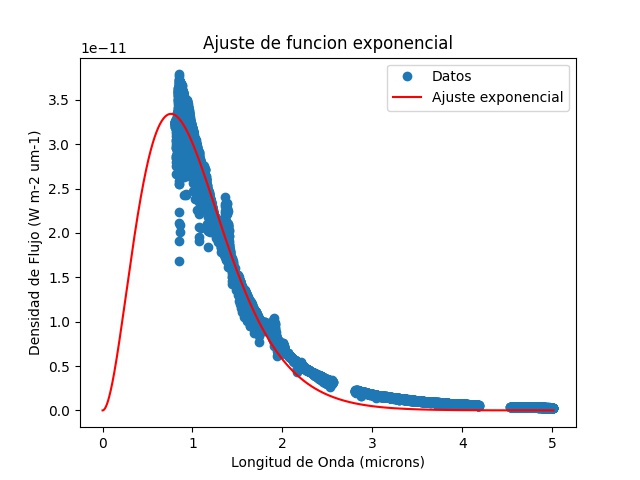 Ajuste de funcion exponencial
1e−11
Datos
Ajuste exponencial
3.5
3.0
2.5
2.0
1.5
1.0
0.5
0.0
Densidad de Flujo (W m-2 um-1)
0 1 2 3 4 5
Longitud de Onda (microns)